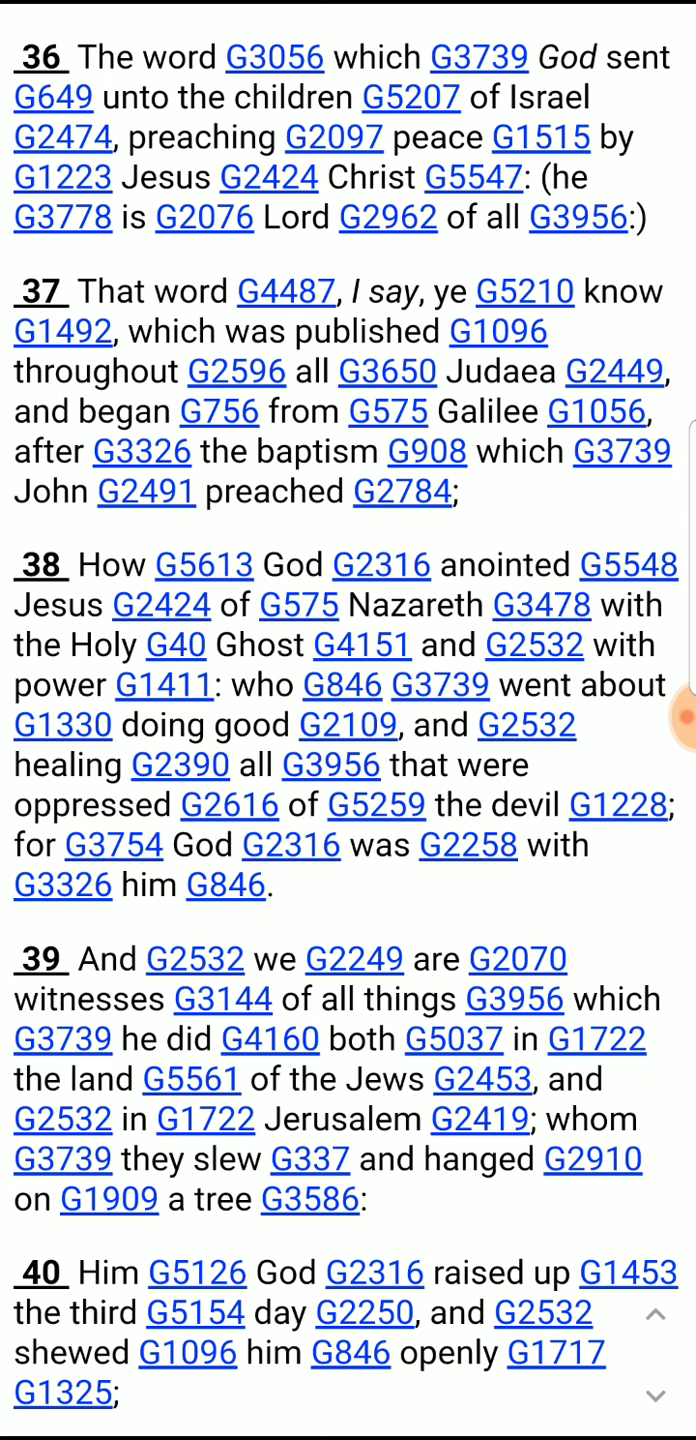 36 The word G3056 which G3739 God sent
G649 unto the children G5207 of Israel
G2474, preaching G2097 peace G1515 by
G1223 Jesus G2424 Christ G5547: (he
G3778 is G2076 Lord G2962 of all G3956:)
37 That word G4487, I say, ye G5210 know
G1492, which was published G1096
throughout G2596 all G3650 Judaea G2449,
and began G756 from G575 Galilee G1056,
after G3326 the baptism G908 which G3739
John G2491 preached G2784;
38 How G5613 God G2316 anointed G5548
Jesus G2424 of G575 Nazareth G3478 with
the Holy G40 Ghost G4151 and G2532 with
power G1411: who G846 G3739 went about
G1330 doing good G2109, and G2532
healing G2390 all G3956 that were
oppressed G2616 of G5259 the devil G1228;
for G3754 God G2316 was G2258 with
G3326 him G846.
39 And G2532 we G2249 are G2070
witnesses G3144 of all things G3956 which
G3739 he did G4160 both G5037 in G1722
the land G5561 of the Jews G2453, and
G2532 in G1722 Jerusalem G2419; whom
G3739 they slew G337 and hanged G2910
on G1909 a tree G3586:
40 Him G5126 God G2316 raised up G1453
the third G5154 day G2250, and G2532
shewed G1096 him G846 openly G1717
G1325;